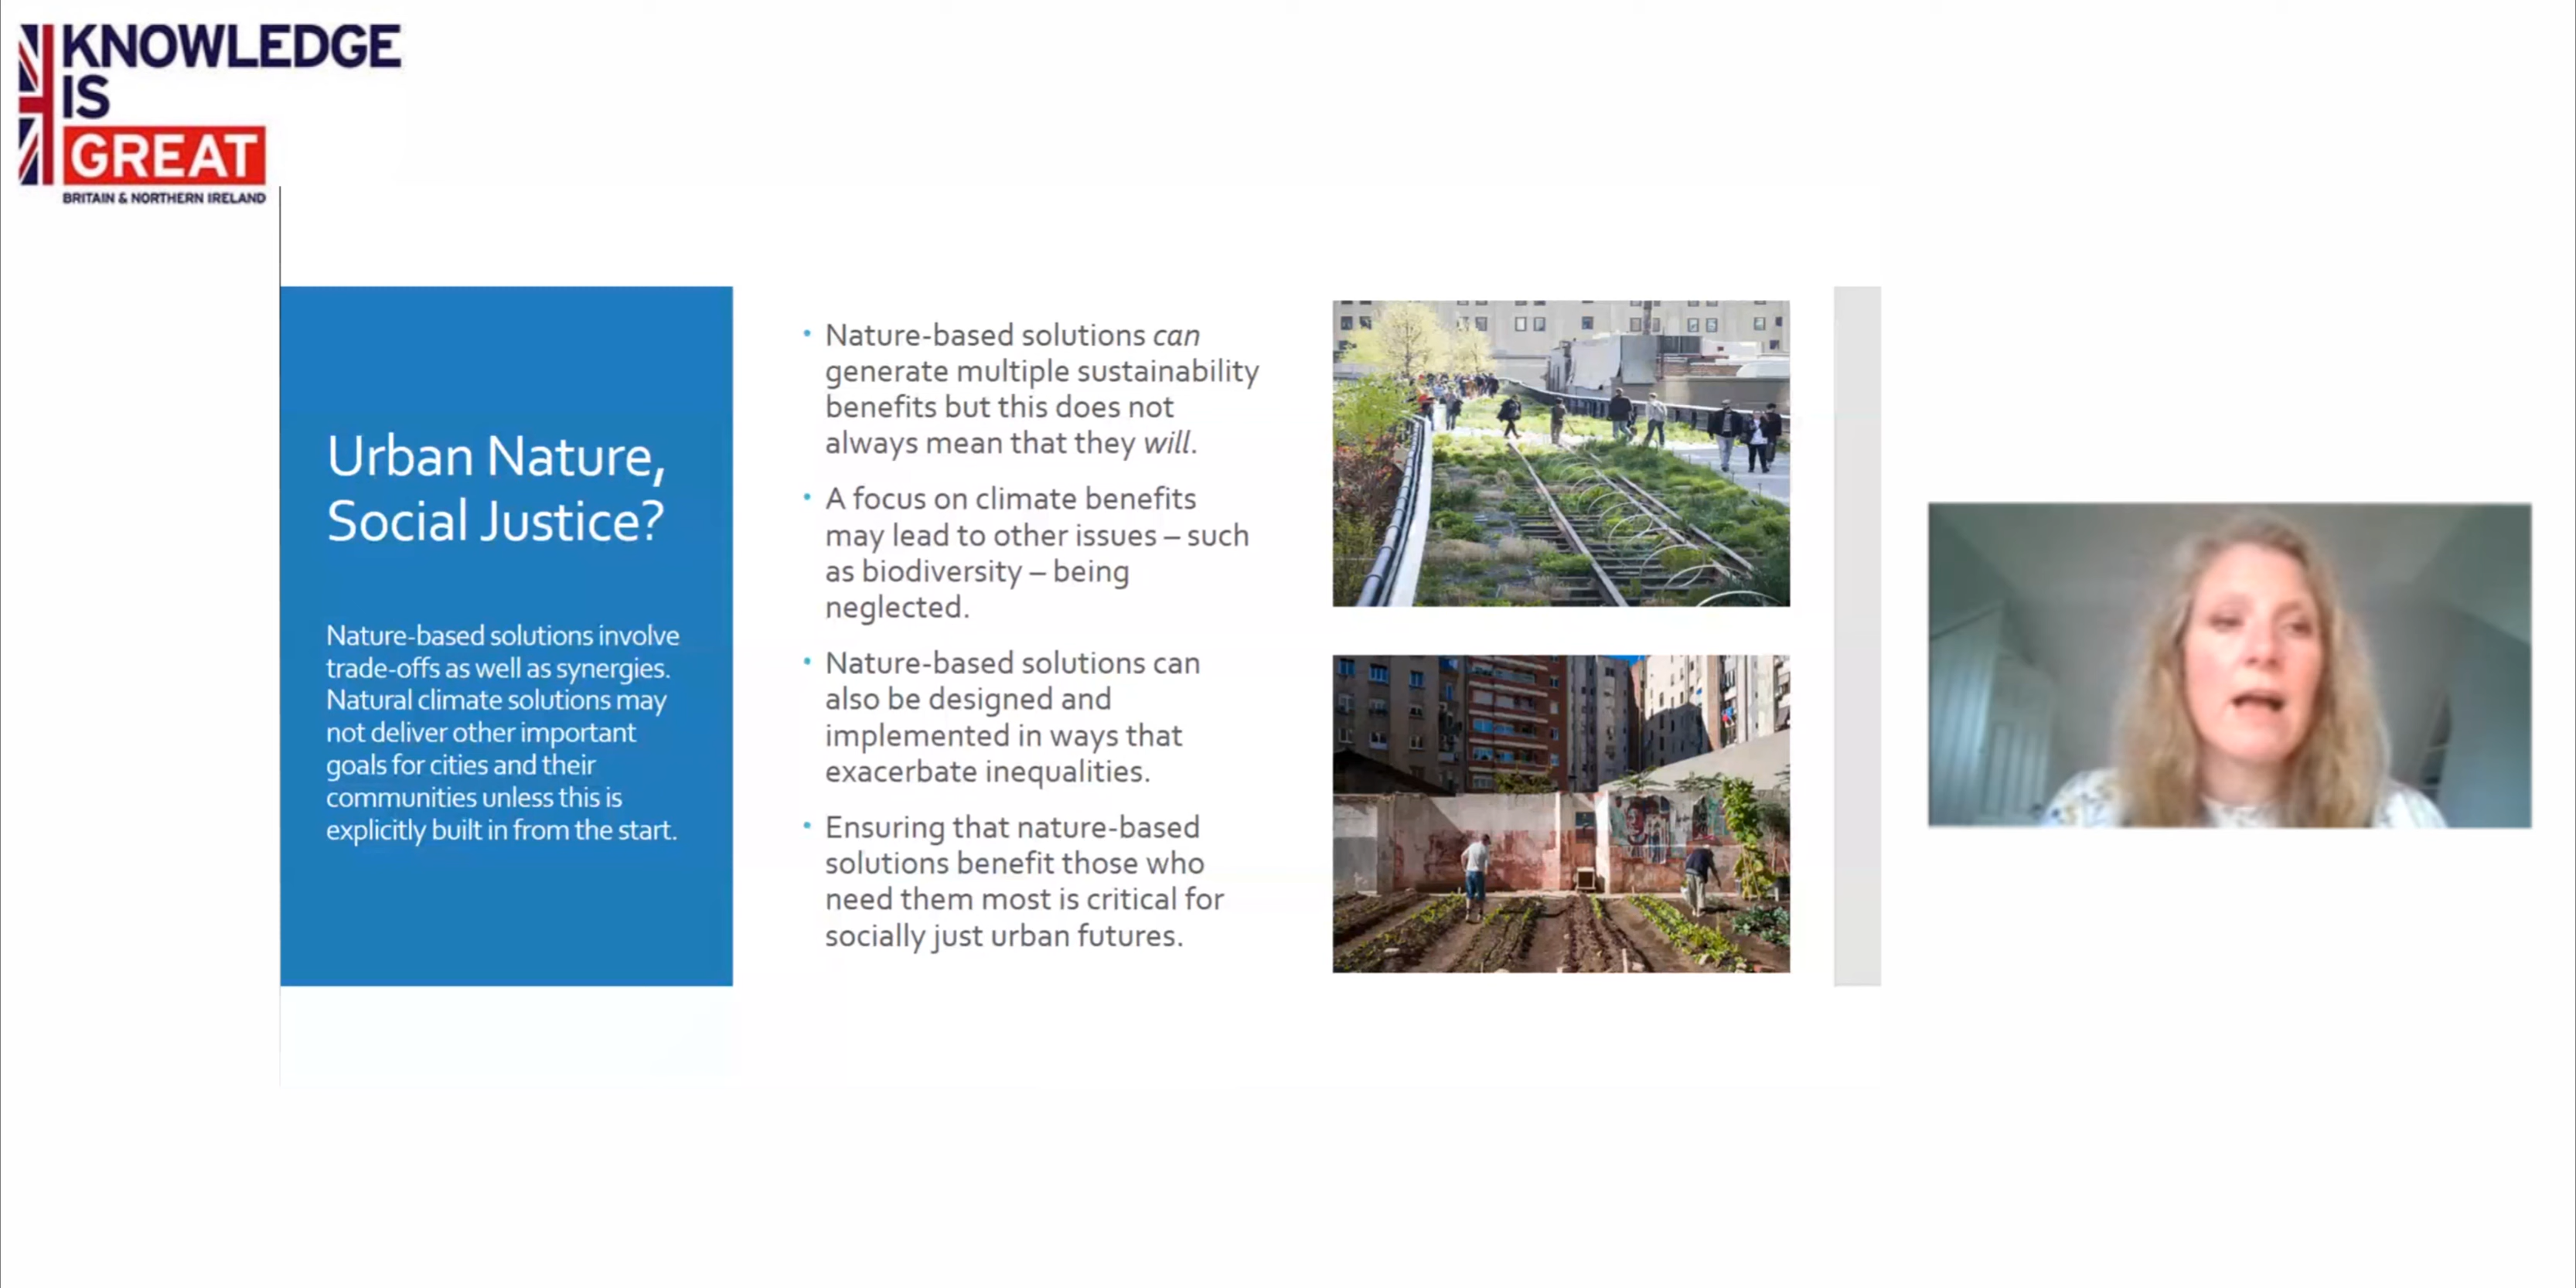 KNOWLEDGE
IS
GREAT
BRITAIN & NORTHERN IRELAND
Urban Nature,
Social Justice?
Nature-based solutions involve
trade-offs as well as synergies.
Natural climate solutions may
not deliver other important
goals for cities and their
communities unless this is
explicitly built in from the start.
• Nature-based solutions can
generate multiple sustainability
benefits but this does not
always mean that they will.
• A focus on climate benefits
may lead to other issues – such
as biodiversity – being
neglected.
• Nature-based solutions can
also be designed and
implemented in ways that
exacerbate inequalities.
• Ensuring that nature-based
solutions benefit those who
need them most is critical for
socially just urban futures.